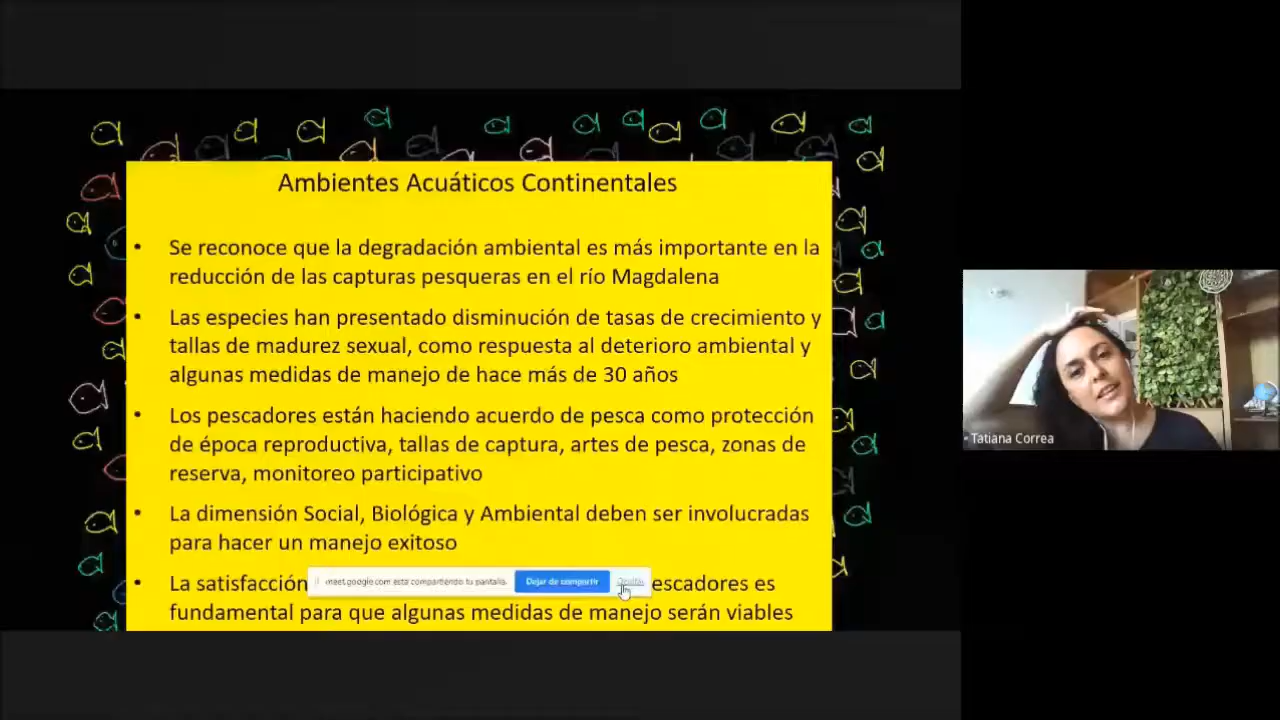 Ambientes Acuáticos Continentales
• Se reconoce que la degradación ambiental es más importante en la
reducción de las capturas pesqueras en el río Magdalena
• Las especies han presentado disminución de tasas de crecimiento y
tallas de madurez sexual, como respuesta al deterioro ambiental y
algunas medidas de manejo de hace más de 30 años
• Los pescadores están haciendo acuerdo de pesca como protección
de época reproductiva, tallas de captura, artes de pesca, zonas de
reserva, monitoreo participativo
• La dimensión Social, Biológica y Ambiental deben ser involucradas
para hacer un manejo exitoso
• La satisfacción escadores es
meet.google.com está compartiendo tu pantalla. Dejar de compartir Ocultar
fundamental para que algunas medidas de manejo serán viables
Tatiana Correa